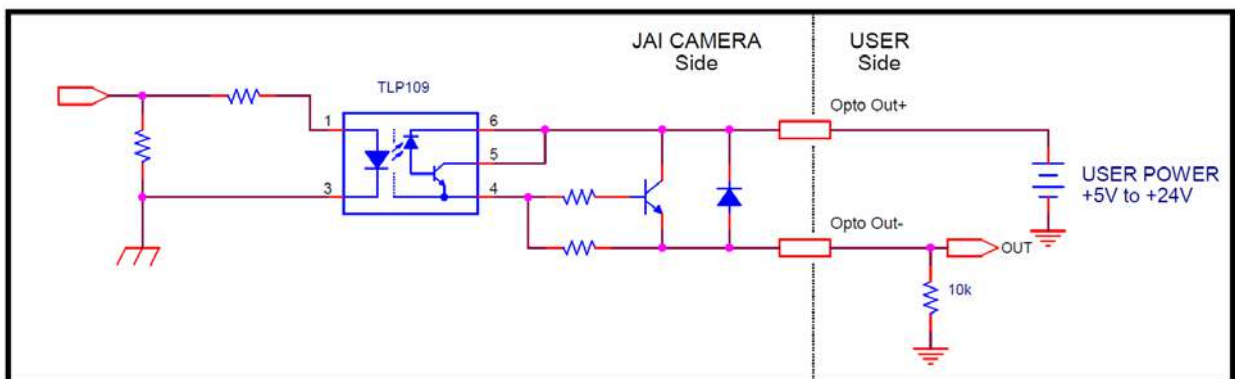 JAI CAMERA
Side
USER
Side
TLP109
Opto Out+
1
6
5
3
4
USER POWER
+5V to +24V
Opto Out-
OUT
10k